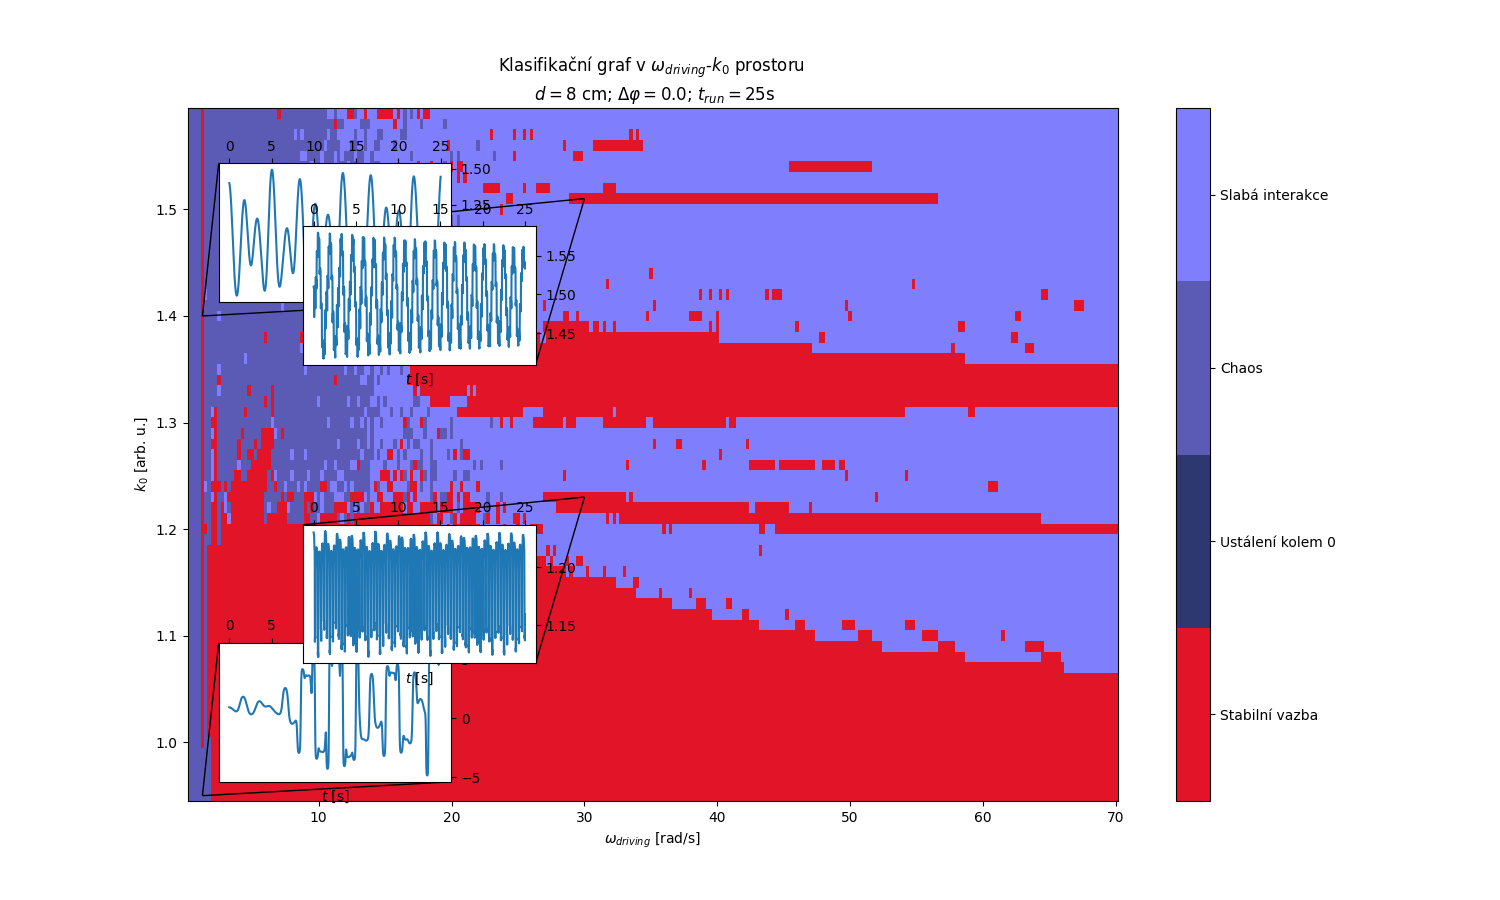 Klasifikační graf v ω_driving-k_0 prostoru
d = 8 cm; Δφ = 0.0; t_run = 25s
0 5 10 15 20 25
1.50
1.25
0 5 10 15 20 25
1.55
1.50
1.45
t [s]
0 5 10 15 20 25
1.20
1.15
t [s]
0 5
0
−5
t [s]
k_0 [arb. u.]
1.5
1.4
1.3
1.2
1.1
1.0
10 20 30 40 50 60 70
ω_driving [rad/s]
Slabá interakce
Chaos
Ustálení kolem 0
Stabilní vazba